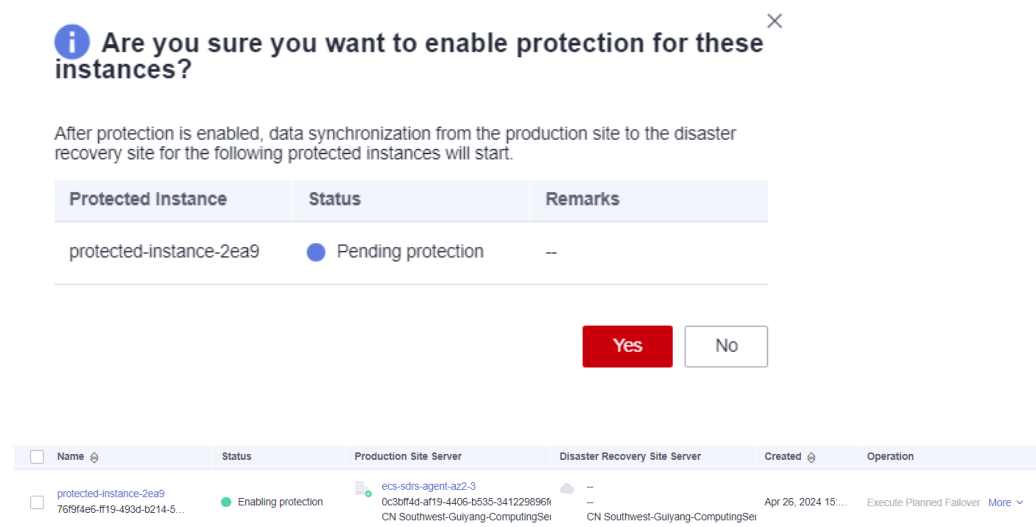 Are you sure you want to enable protection for these
instances?
After protection is enabled, data synchronization from the production site to the disaster
recovery site for the following protected instances will start.
Protected Instance Status Remarks
protected-instance-2ea9 Pending protection --
Yes No
Name Status Production Site Server Disaster Recovery Site Server Created Operation
ecs-sdrs-agent-az2-3 --
protected-instance-2ea9
Enabling protection 0c3bff4d-af19-4406-b535-341229896f -- Apr 26, 2024 15:... Execute Planned Failover More
76f9f4e6-ff19-493d-b214-5...
CN Southwest-Guiyang-ComputingSer CN Southwest-Guiyang-ComputingSer